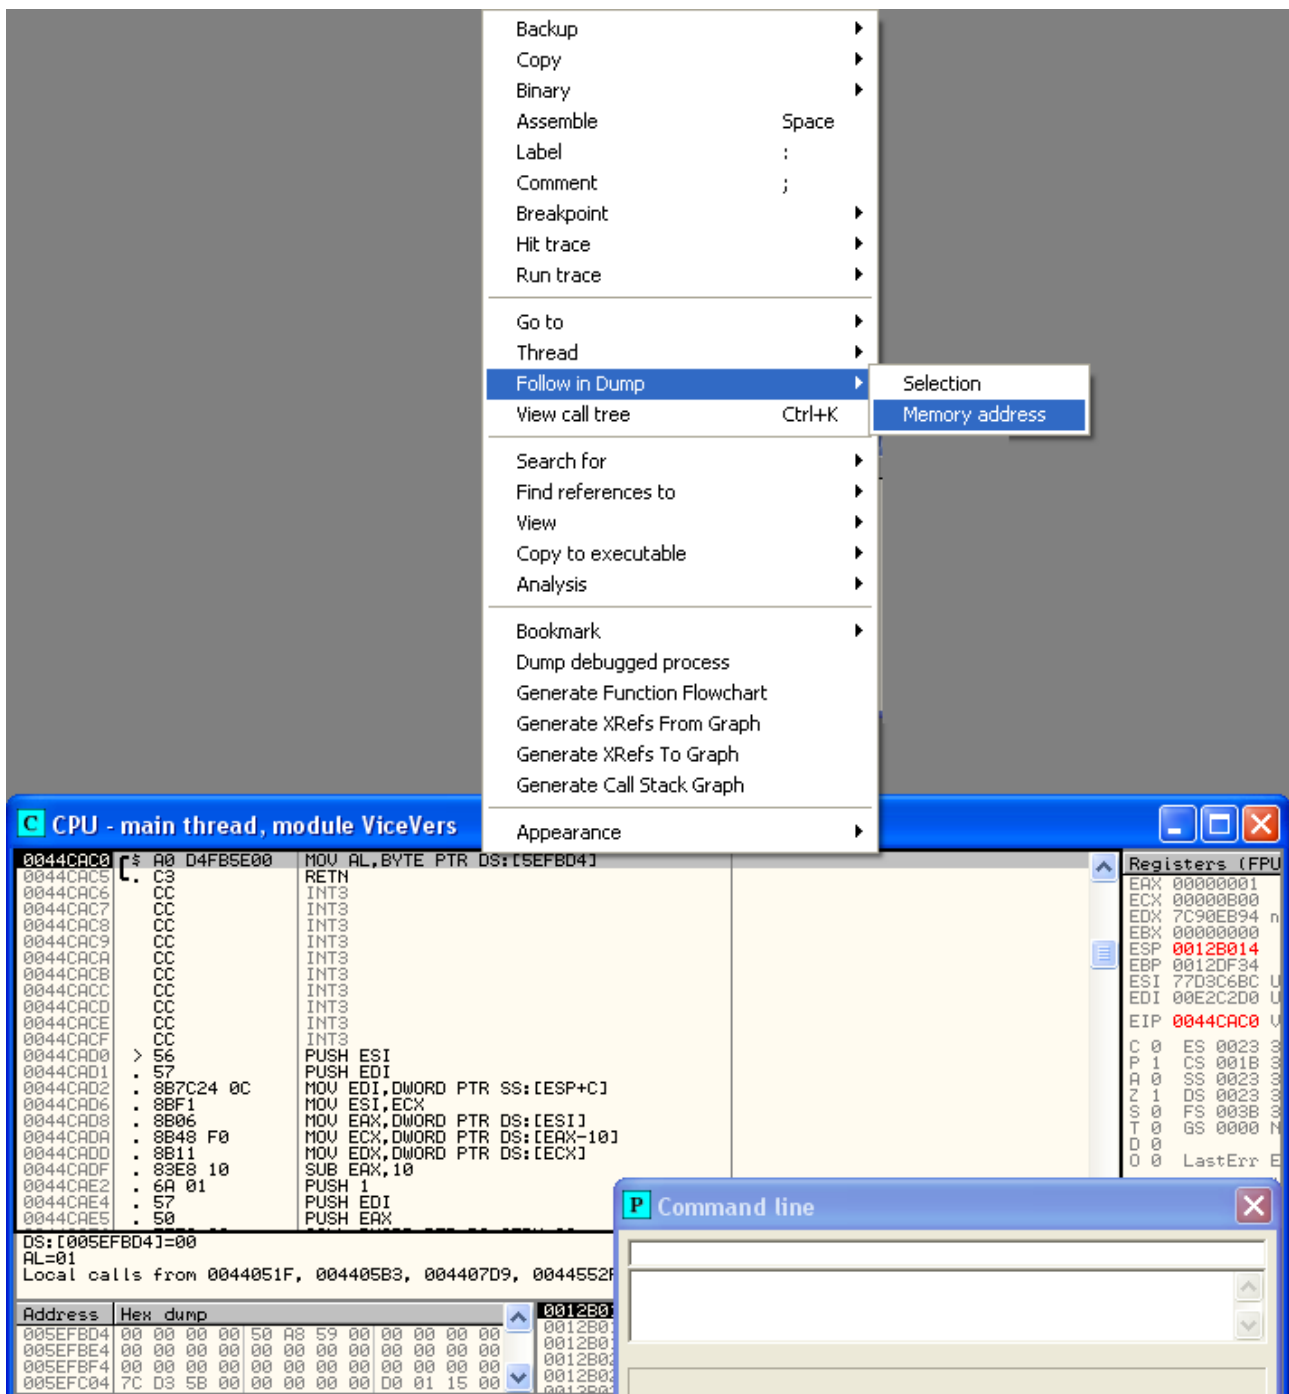 Backup
Copy
Binary
Assemble Space
Label :
Comment ;
Breakpoint
Hit trace
Run trace
Go to
Thread
Follow in Dump
Selection
View call tree Ctrl+K
Memory address
Search for
Find references to
View
Copy to executable
Analysis
Bookmark
Dump debugged process
Generate Function Flowchart
Generate XRefs From Graph
Generate XRefs To Graph
Generate Call Stack Graph
Appearance
C CPU - main thread, module ViceVers
0044CAC0 $ A0 D4FB5E00 MOV AL,BYTE PTR DS:[5EFBD4]
0044CAC5 . C3 RETN
0044CAC6 CC INT3
0044CAC7 CC INT3
0044CAC8 CC INT3
0044CAC9 CC INT3
0044CACA CC INT3
0044CACB CC INT3
0044CACC CC INT3
0044CACD CC INT3
0044CACE CC INT3
0044CACF CC INT3
0044CAD0 > 56 PUSH ESI
0044CAD1 . 57 PUSH EDI
0044CAD2 . 8B7C24 0C MOV EDI,DWORD PTR SS:[ESP+C]
0044CAD6 . 8BF1 MOV ESI,ECX
0044CAD8 . 8B06 MOV EAX,DWORD PTR DS:[ESI]
0044CADA . 8B48 F0 MOV ECX,DWORD PTR DS:[EAX-10]
0044CADD . 8B11 MOV EDX,DWORD PTR DS:[ECX]
0044CADF . 83E8 10 SUB EAX,10
0044CAE2 . 6A 01 PUSH 1
0044CAE4 . 57 PUSH EDI
0044CAE5 . 50 PUSH EAX
Registers (FPU
EAX 00000001
ECX 00000B00
EDX 7C90EB94 n
EBX 00000000
ESP 0012B014
EBP 0012DF34
ESI 77D3C6BC U
EDI 00E2C2D0 U
EIP 0044CAC0 V
C 0 ES 0023 3
P 1 CS 001B 3
A 0 SS 0023 3
Z 1 DS 0023 3
S 0 FS 003B 3
T 0 GS 0000 N
D 0
O 0 LastErr E
DS:[005EFBD4]=00
AL=01
Local calls from 0044051F, 004405B3, 004407D9, 0044552F
Address Hex dump
005EFBD4 00 00 00 00 50 A8 59 00 00 00 00 00
005EFBE4 00 00 00 00 00 00 00 00 00 00 00 00
005EFBF4 00 00 00 00 00 00 00 00 00 00 00 00
005EFC04 7C D3 5B 00 00 00 00 00 D0 01 15 00
P Command line